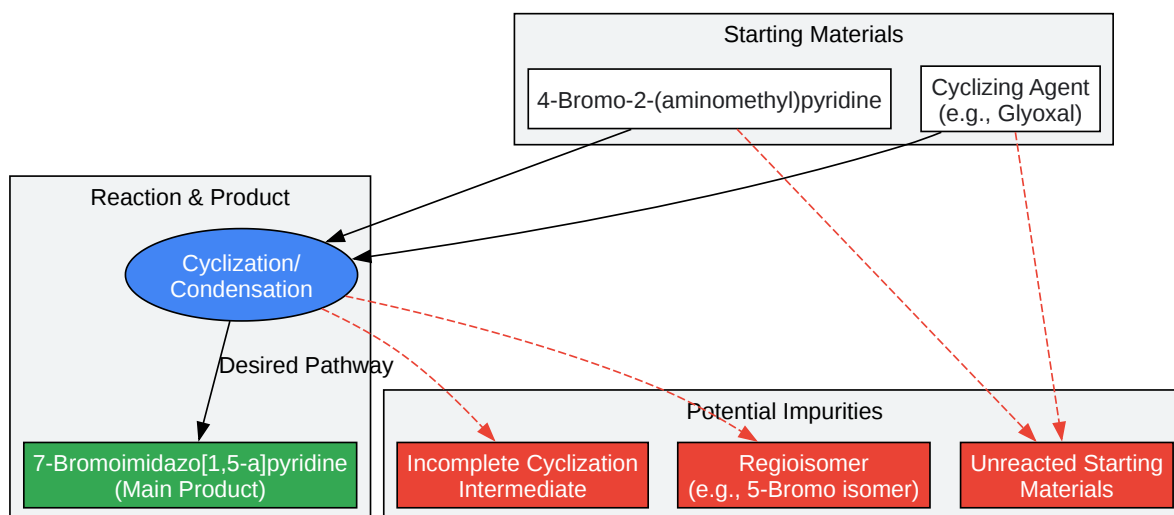 Starting Materials
4-Bromo-2-(aminomethyl)pyridine
Cyclizing Agent
(e.g., Glyoxal)
Reaction & Product
Cyclization/
Condensation
Desired Pathway
7-Bromoimidazo[1,5-a]pyridine
(Main Product)
Potential Impurities
Incomplete Cyclization
Intermediate
Regioisomer
(e.g., 5-Bromo isomer)
Unreacted Starting
Materials